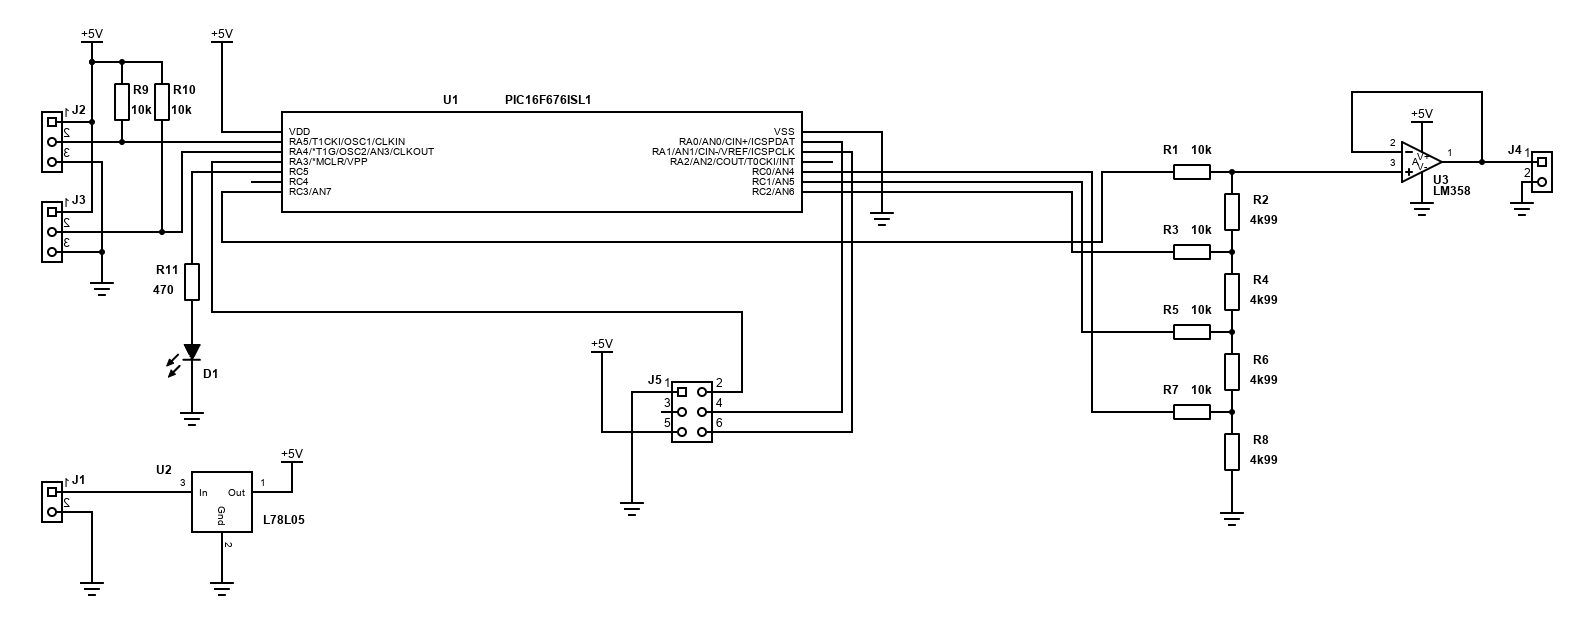 +5V
+5V
R9
10k
R10
10k
J2
1
2
3
J3
1
2
3
U1 PIC16F676ISL1
VDD
RA5/T1CKI/OSC1/CLKIN
RA4/*T1G/OSC2/AN3/CLKOUT
RA3/*MCLR/VPP
RC5
RC4
RC3/AN7
VSS
RA0/AN0/CIN+/ICSPDAT
RA1/AN1/CIN-/VREF/ICSPCLK
RA2/AN2/COUT/T0CKI/INT
RC0/AN4
RC1/AN5
RC2/AN6
R11
470
D1
+5V
J5
1
2
3
4
5
6
R1 10k
R2
4k99
R3 10k
R4
4k99
R5 10k
R6
4k99
R7 10k
R8
4k99
+5V
2
3
1
A
V+
V-
U3
LM358
J4
1
2
J1
1
2
U2
3
In
Out
1
Gnd
2
L78L05
+5V